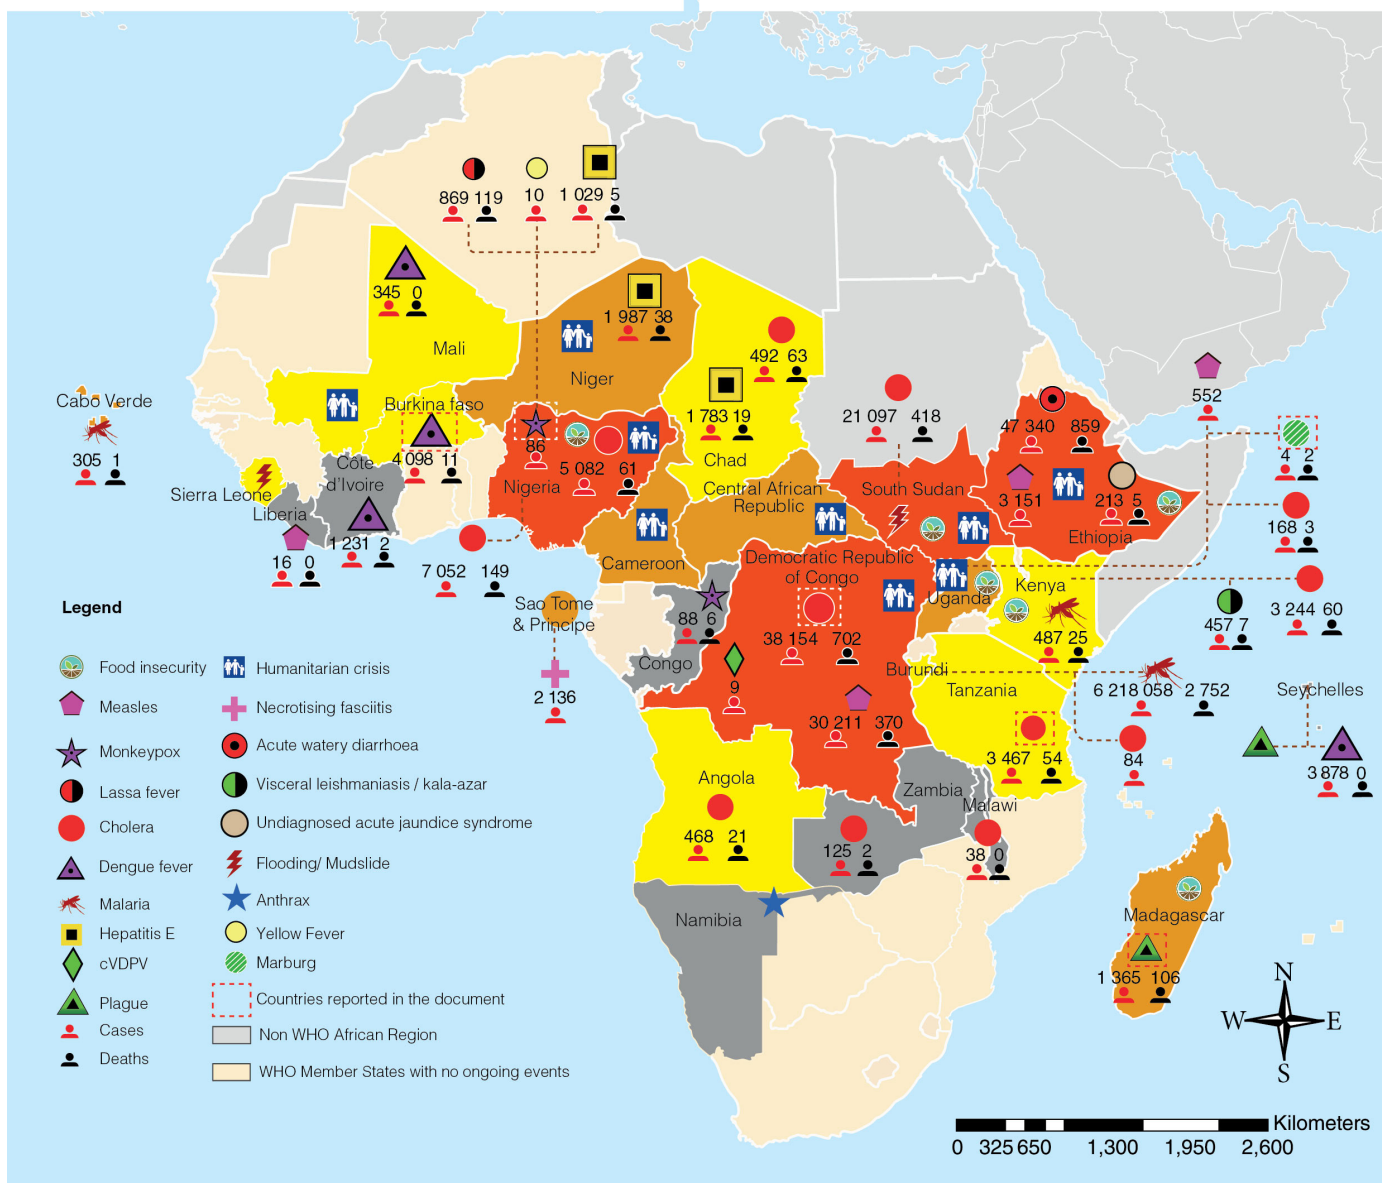 869 119
10
1 029 5
345 0
Mali
1 987 38
Niger
492 63
1 783 19
Chad
Cabo Verde
305 1
Burkina faso
4 098 11
86
5 082 61
Nigeria
21 097 418
South Sudan
47 340 859
3 151
213 5
Ethiopia
552
4 2
168 3
Sierra Leone
Liberia
16 0
Côte
d'Ivoire
1 231 2
7 052 149
Cameroon
Central African
Republic
Democratic Republic
of Congo
38 154 702
9
30 211 370
Sao Tome
& Principe
2 136
88 6
Congo
Uganda
Kenya
487 25
457 7
3 244 60
Burundi
6 218 058 2 752
84
Tanzania
3 467 54
Seychelles
3 878 0
Angola
468 21
Zambia
125 2
Malawi
38 0
Namibia
Madagascar
1 365 106
Legend
Food insecurity
Measles
Monkeypox
Lassa fever
Cholera
Dengue fever
Malaria
Hepatitis E
cVDPV
Plague
Cases
Deaths
Humanitarian crisis
Necrotising fasciitis
Acute watery diarrhoea
Visceral leishmaniasis / kala-azar
Undiagnosed acute jaundice syndrome
Flooding/ Mudslide
Anthrax
Yellow Fever
Marburg
Countries reported in the document
Non WHO African Region
WHO Member States with no ongoing events
N
W E
S
Kilometers
0 325 650 1,300 1,950 2,600